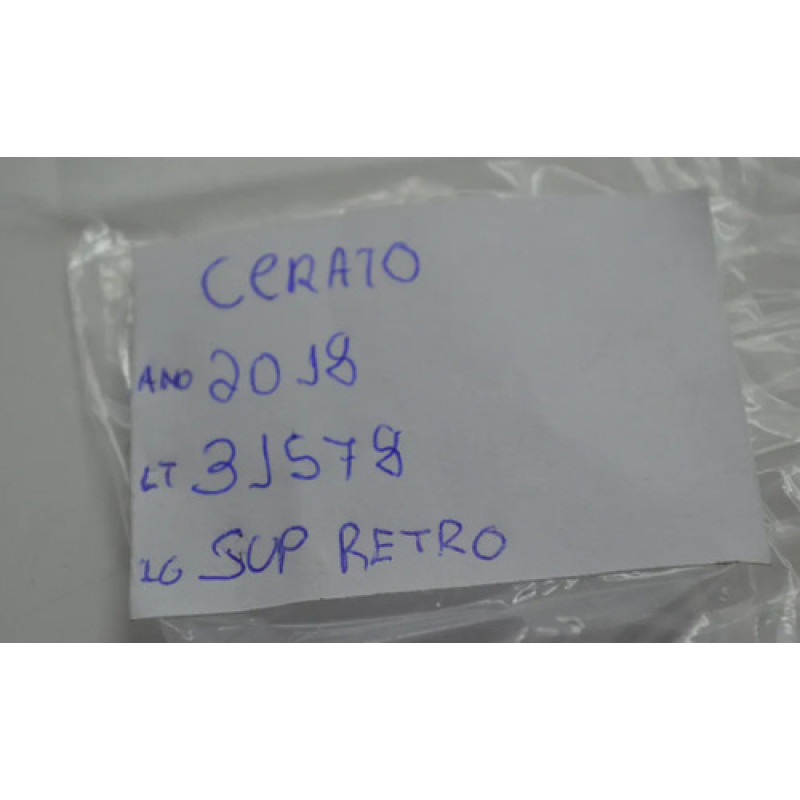 CERATO
ANO 2018
LT 31578
LG SUP RETRO